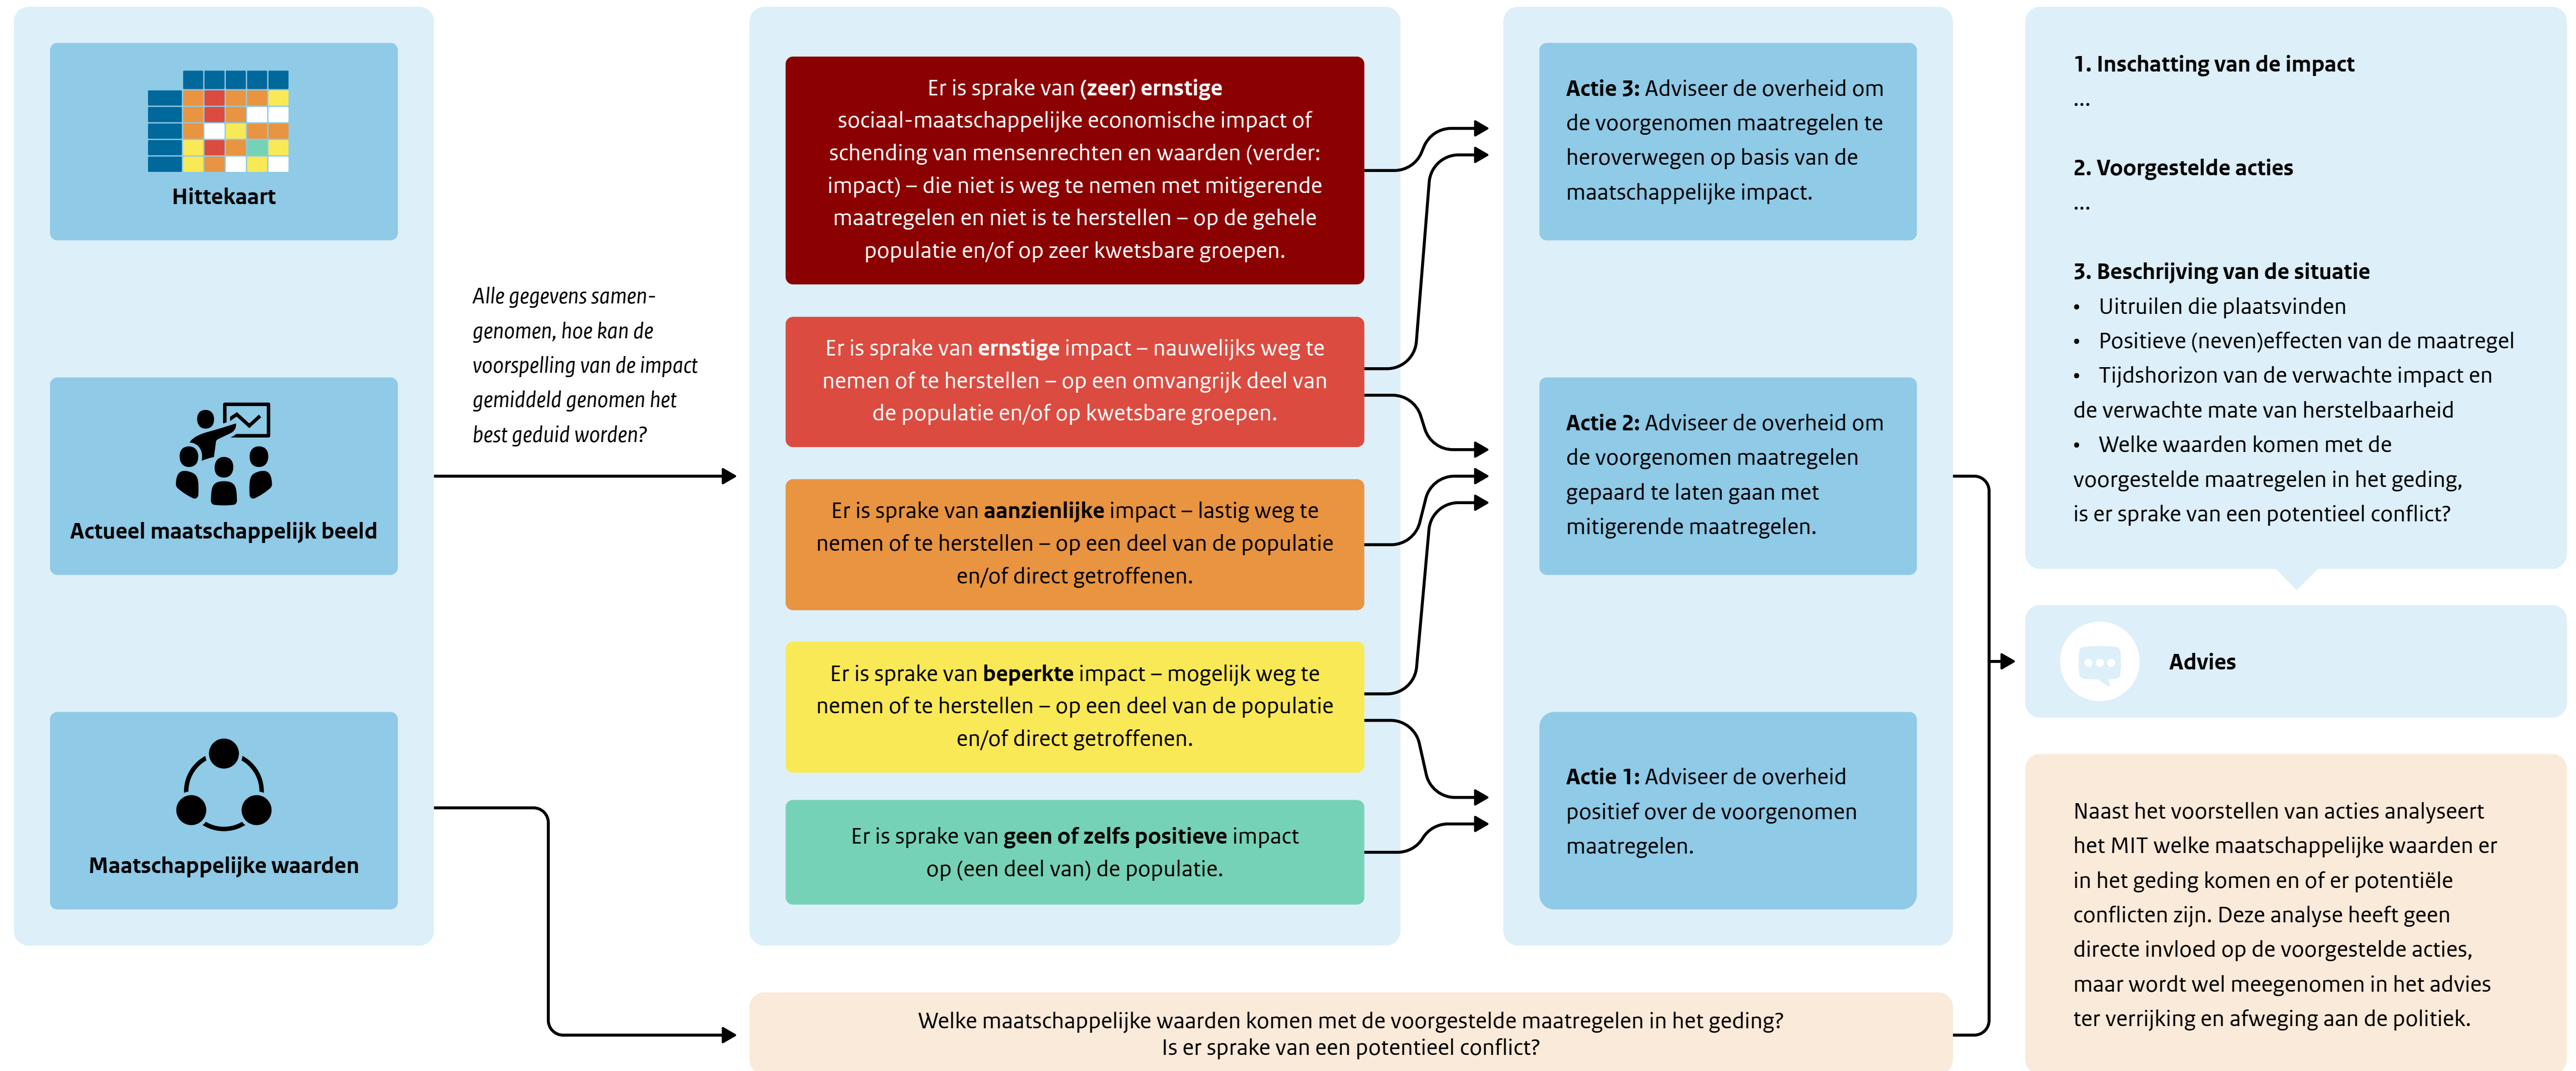 Hittekaart
Actueel maatschappelijk beeld
Maatschappelijke waarden
Alle gegevens samen-
genomen, hoe kan de
voorspelling van de impact
gemiddeld genomen het
best geduid worden?
Er is sprake van (zeer) ernstige
sociaal-maatschappelijke economische impact of
schending van mensenrechten en waarden (verder:
impact) – die niet is weg te nemen met mitigerende
maatregelen en niet is te herstellen – op de gehele
populatie en/of op zeer kwetsbare groepen.
Er is sprake van ernstige impact – nauwelijks weg te
nemen of te herstellen – op een omvangrijk deel van
de populatie en/of op kwetsbare groepen.
Er is sprake van aanzienlijke impact – lastig weg te
nemen of te herstellen – op een deel van de populatie
en/of direct getroffenen.
Er is sprake van beperkte impact – mogelijk weg te
nemen of te herstellen – op een deel van de populatie
en/of direct getroffenen.
Er is sprake van geen of zelfs positieve impact
op (een deel van) de populatie.
Actie 3: Adviseer de overheid om
de voorgenomen maatregelen te
heroverwegen op basis van de
maatschappelijke impact.
Actie 2: Adviseer de overheid om
de voorgenomen maatregelen
gepaard te laten gaan met
mitigerende maatregelen.
Actie 1: Adviseer de overheid
positief over de voorgenomen
maatregelen.
Welke maatschappelijke waarden komen met de voorgestelde maatregelen in het geding?
Is er sprake van een potentieel conflict?
1. Inschatting van de impact
...
2. Voorgestelde acties
...
3. Beschrijving van de situatie
• Uitruilen die plaatsvinden
• Positieve (neven)effecten van de maatregel
• Tijdshorizon van de verwachte impact en
de verwachte mate van herstelbaarheid
• Welke waarden komen met de
voorgestelde maatregelen in het geding,
is er sprake van een potentieel conflict?
Advies
Naast het voorstellen van acties analyseert
het MIT welke maatschappelijke waarden er
in het geding komen en of er potentiële
conflicten zijn. Deze analyse heeft geen
directe invloed op de voorgestelde acties,
maar wordt wel meegenomen in het advies
ter verrijking en afweging aan de politiek.